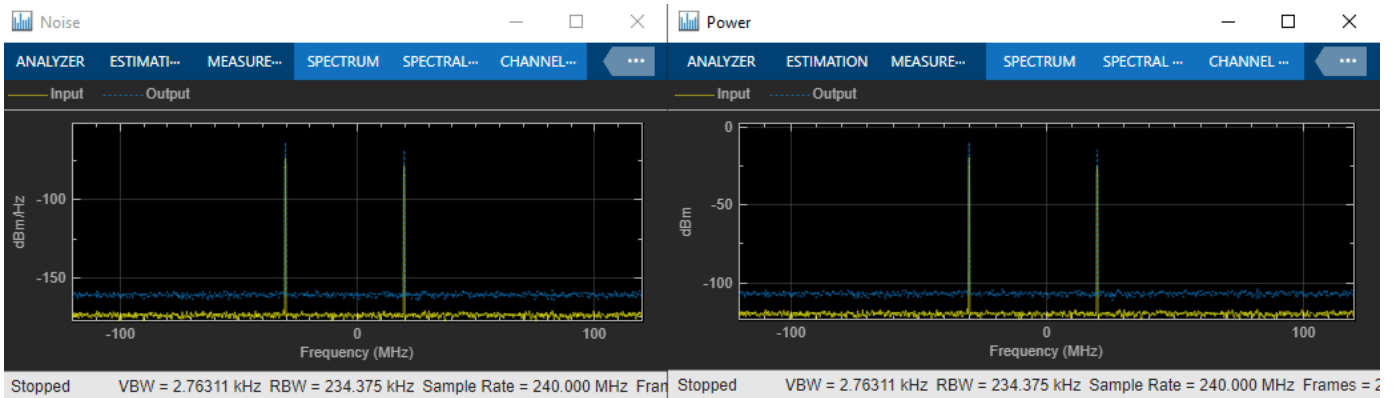 Noise
ANALYZER ESTIMATI... MEASURE... SPECTRUM SPECTRAL... CHANNEL... ...
Input Output
-100
-150
dBm/Hz
-100 0 100
Frequency (MHz)
Stopped VBW = 2.76311 kHz RBW = 234.375 kHz Sample Rate = 240.000 MHz Fran
Power
ANALYZER ESTIMATION MEASURE... SPECTRUM SPECTRAL ... CHANNEL ... ...
Input Output
0
-50
-100
dBm
-100 0 100
Frequency (MHz)
Stopped VBW = 2.76311 kHz RBW = 234.375 kHz Sample Rate = 240.000 MHz Frames = 2